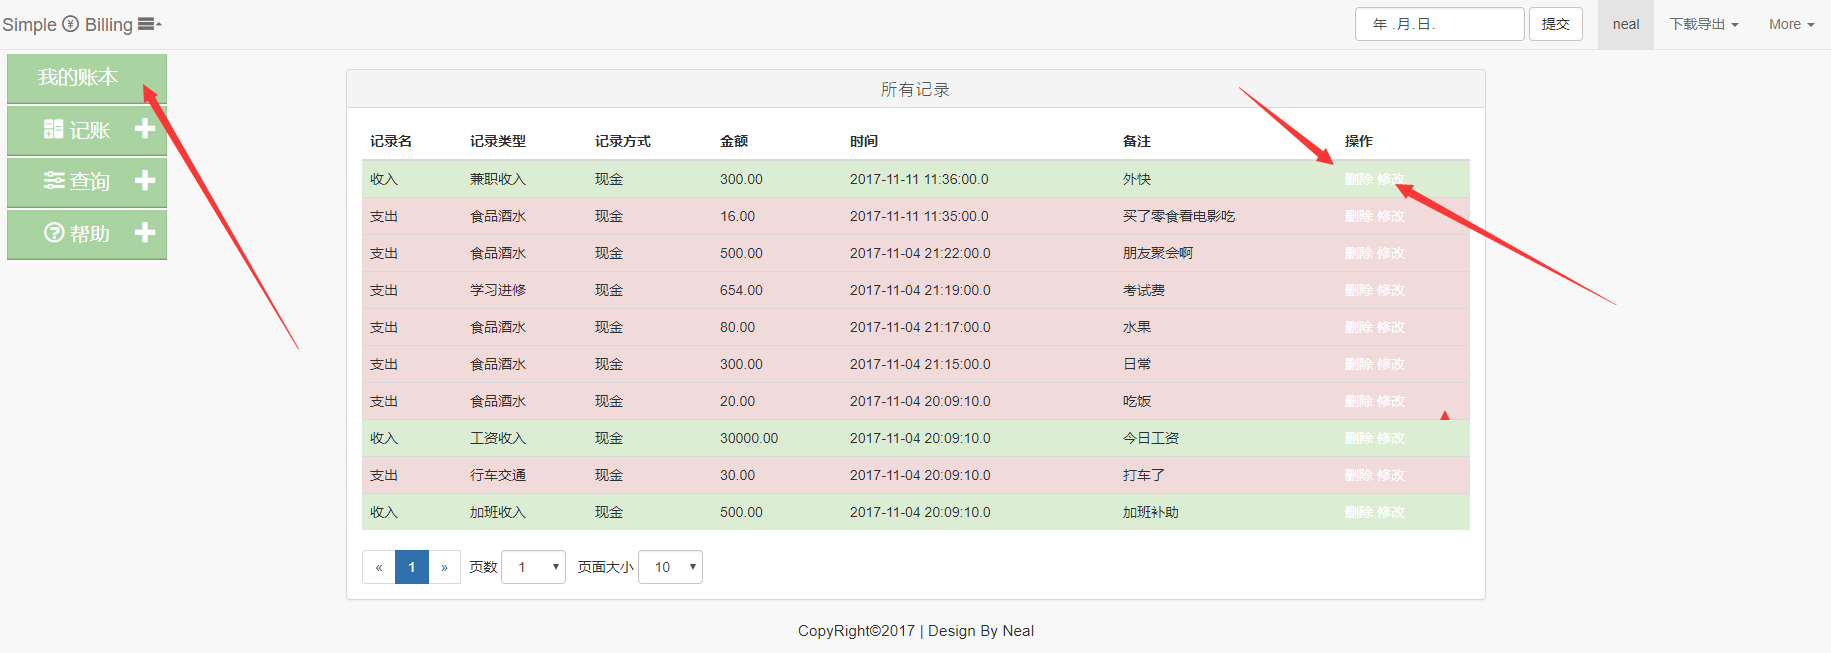 Simple ¥ Billing
年 .月.日.
提交
neal
下载导出
More
我的账本
记账
查询
帮助
所有记录
记录名 记录类型 记录方式 金额 时间 备注 操作
收入 兼职收入 现金 300.00 2017-11-11 11:36:00.0 外快 删除 修改
支出 食品酒水 现金 16.00 2017-11-11 11:35:00.0 买了零食看电影吃 删除 修改
支出 食品酒水 现金 500.00 2017-11-04 21:22:00.0 朋友聚会啊 删除 修改
支出 学习进修 现金 654.00 2017-11-04 21:19:00.0 考试费 删除 修改
支出 食品酒水 现金 80.00 2017-11-04 21:17:00.0 水果 删除 修改
支出 食品酒水 现金 300.00 2017-11-04 21:15:00.0 日常 删除 修改
支出 食品酒水 现金 20.00 2017-11-04 20:09:10.0 吃饭 删除 修改
收入 工资收入 现金 30000.00 2017-11-04 20:09:10.0 今日工资 删除 修改
支出 行车交通 现金 30.00 2017-11-04 20:09:10.0 打车了 删除 修改
收入 加班收入 现金 500.00 2017-11-04 20:09:10.0 加班补助 删除 修改
« 1 » 页数 1 页面大小 10
CopyRight©2017 | Design By Neal